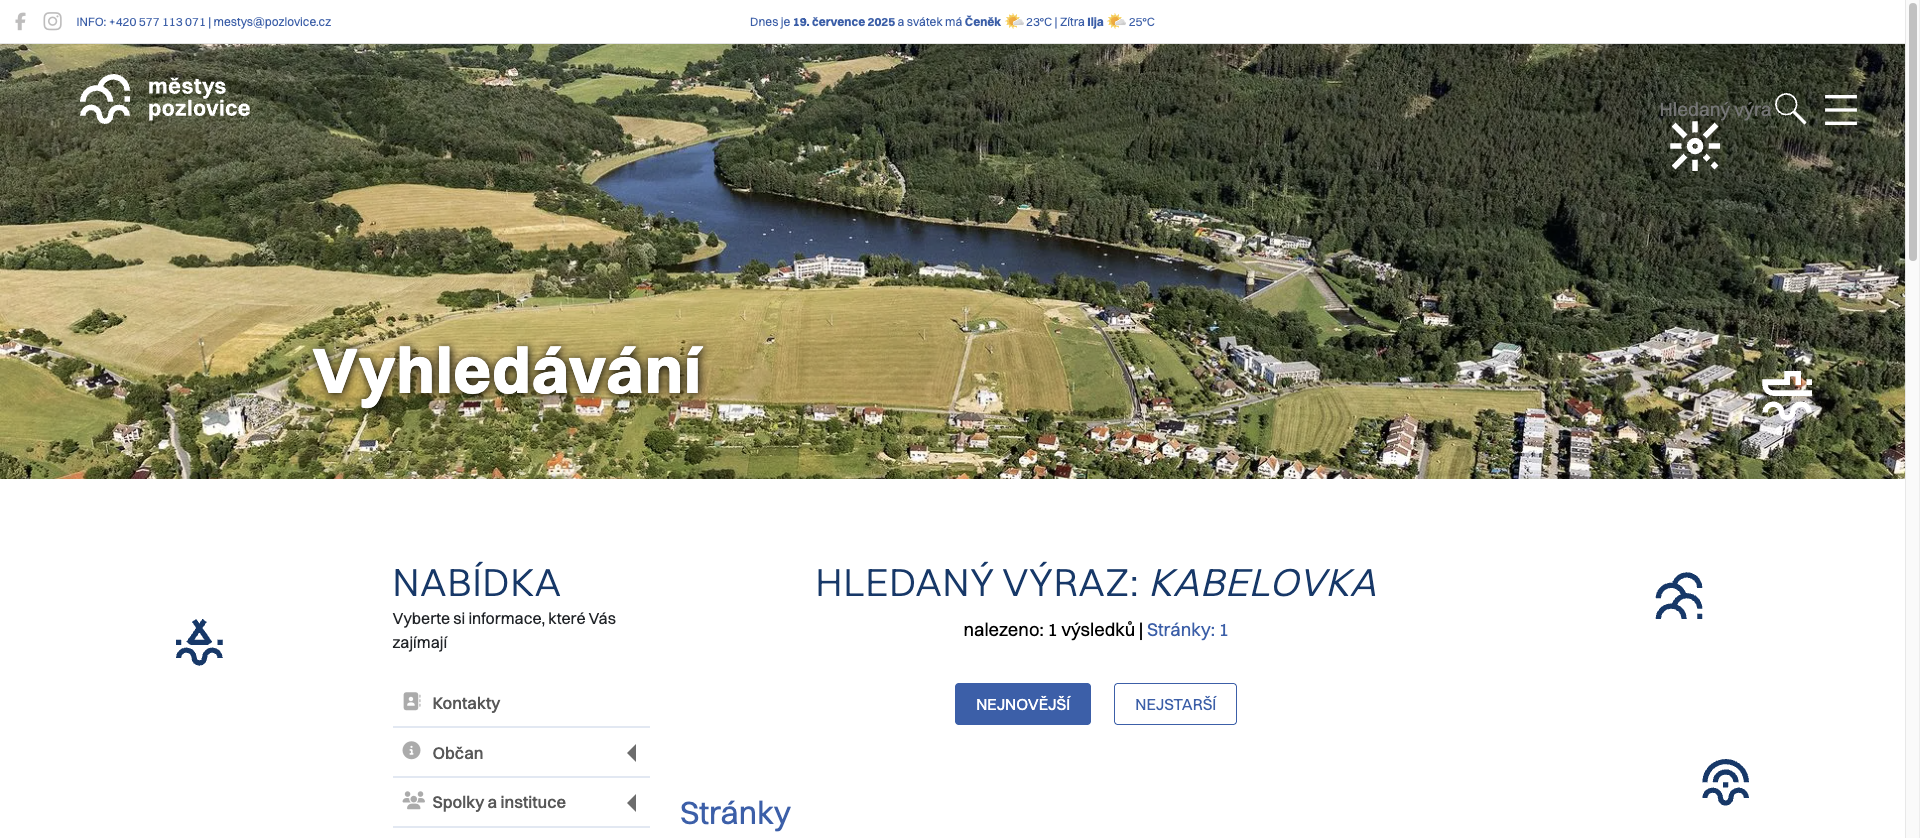 INFO: +420 577 113 071 | mestys@pozlovice.cz
Dnes je 19. července 2025 a svátek má Čeněk 23°C | Zítra Ilja 25°C
městys
pozlovice
Hledaný výra
Vyhledávání
NABÍDKA
Vyberte si informace, které Vás
zajímají
Kontakty
Občan
Spolky a instituce
HLEDANÝ VÝRAZ: KABELOVKA
nalezeno: 1 výsledků | Stránky: 1
NEJNOVĚJŠÍ
NEJSTARŠÍ
Stránky